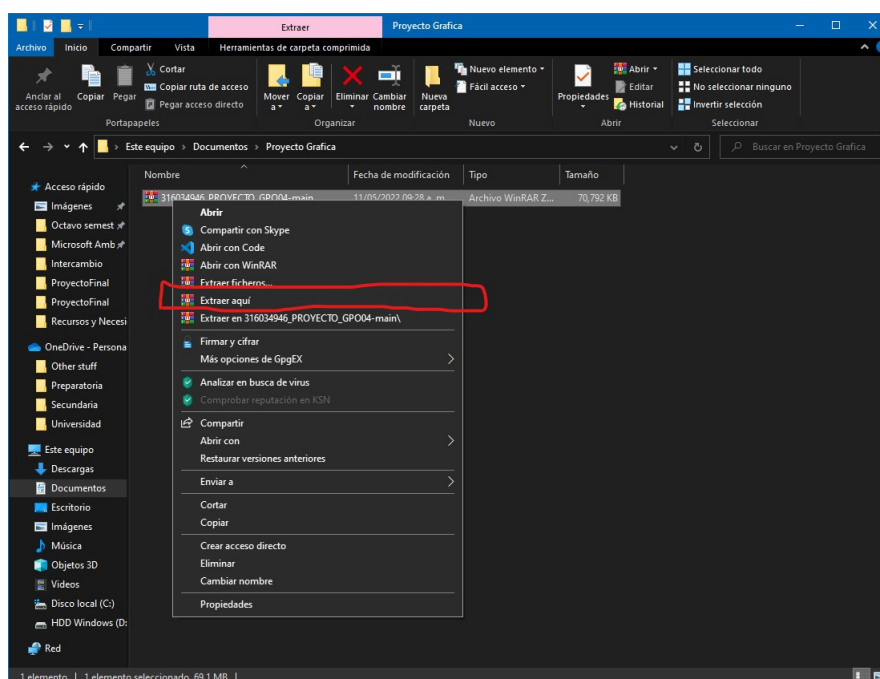 Extraer
Proyecto Grafica
Archivo Inicio Compartir Vista Herramientas de carpeta comprimida
Anclar al acceso rápido
Copiar
Pegar
Cortar
Copiar ruta de acceso
Pegar acceso directo
Mover a
Copiar a
Eliminar
Cambiar nombre
Nueva carpeta
Nuevo elemento
Fácil acceso
Propiedades
Abrir
Editar
Historial
Seleccionar todo
No seleccionar ninguno
Invertir selección
Portapapeles Organizar Nuevo Abrir Seleccionar
Este equipo > Documentos > Proyecto Grafica
Buscar en Proyecto Grafica
Nombre Fecha de modificación Tipo Tamaño
316034946_PROYECTO_GPO04-main 11/05/2022 09:28 a. m. Archivo WinRAR Z... 70,792 KB
Acceso rápido
Imágenes
Octavo semest
Microsoft Amb
Intercambio
ProyectoFinal
ProyectoFinal
Recursos y Necesi
OneDrive - Persona
Other stuff
Preparatoria
Secundaria
Universidad
Este equipo
Descargas
Documentos
Escritorio
Imágenes
Música
Objetos 3D
Videos
Disco local (C:)
HDD Windows (D:
Red
Abrir
Compartir con Skype
Abrir con Code
Abrir con WinRAR
Extraer ficheros...
Extraer aquí
Extraer en 316034946_PROYECTO_GPO04-main\
Firmar y cifrar
Más opciones de GpgEX
Analizar en busca de virus
Comprobar reputación en KSN
Compartir
Abrir con
Restaurar versiones anteriores
Enviar a
Cortar
Copiar
Crear acceso directo
Eliminar
Cambiar nombre
Propiedades
1 elemento | 1 elemento seleccionado 69.1 MB |